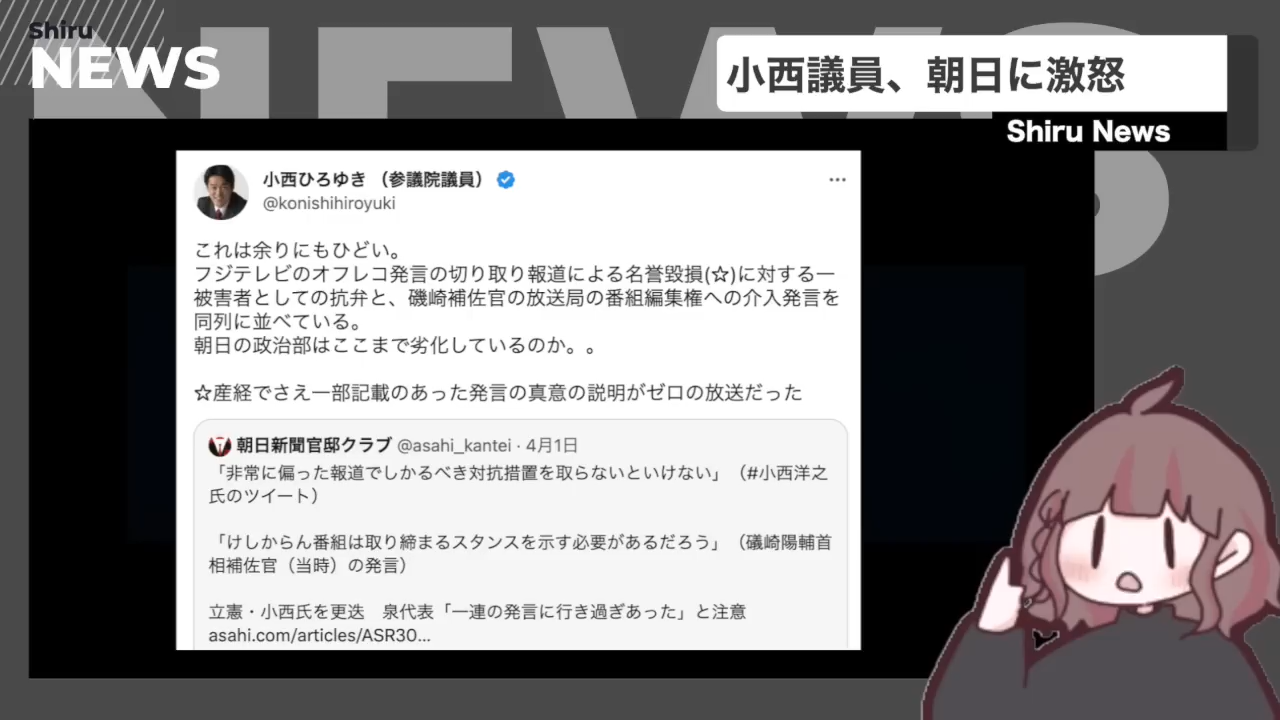 Shiru
NEWS
小西議員、朝日に激怒
Shiru News
小西ひろゆき （参議院議員）
@konishihiroyuki
これは余りにもひどい。
フジテレビのオフレコ発言の切り取り報道による名誉毀損(☆)に対する一
被害者としての抗弁と、磯崎補佐官の放送局の番組編集権への介入発言を
同列に並べている。
朝日の政治部はここまで劣化しているのか。。
☆産経でさえ一部記載のあった発言の真意の説明がゼロの放送だった
朝日新聞官邸クラブ @asahi_kantei · 4月1日
「非常に偏った報道でしかるべき対抗措置を取らないといけない」（#小西洋之
氏のツイート）
「けしからん番組は取り締まるスタンスを示す必要があるだろう」（礒崎陽輔首
相補佐官（当時）の発言）
立憲・小西氏を更迭　泉代表「一連の発言に行き過ぎあった」と注意
asahi.com/articles/ASR30...